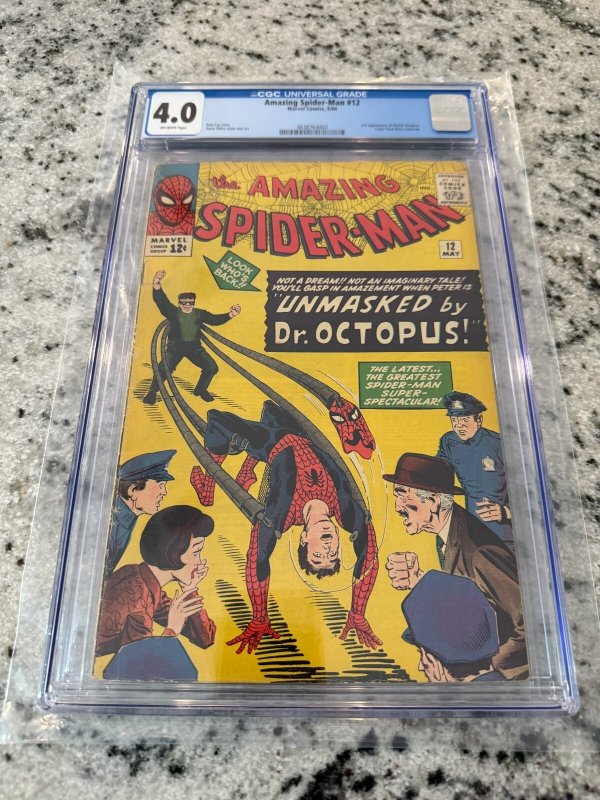 CGC UNIVERSAL GRADE
4.0
OFF-WHITE Pages
Amazing Spider-Man #12
Marvel Comics, 5/64
the AMAZING
SPIDER-MAN
APPROVED
BY THE
COMICS
CODE
AUTHORITY
IND.
MARVEL
COMICS
GROUP
12¢
12
MAY
LOOK
WHO'S
BACK!
NOT A DREAM!! NOT AN IMAGINARY TALE!
YOU'LL GASP IN AMAZEMENT WHEN PETER IS
"UNMASKED by
Dr. OCTOPUS!"
THE LATEST...
THE GREATEST
SPIDER-MAN
SUPER-
SPECTACULAR!